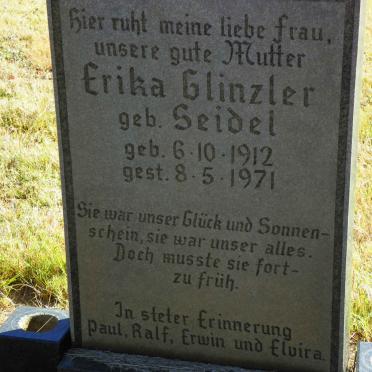 Hier ruht meine liebe Frau,
unsere gute Mutter
Erika Glinzler
geb. Seidel
geb. 6·10·1912
gest. 8·5·1971
Sie war unser Glück und Sonnen-
schein, sie war unser alles.
Doch musste sie fort-
zu früh.
In steter Erinnerung
Paul, Ralf, Erwin und Elvira.